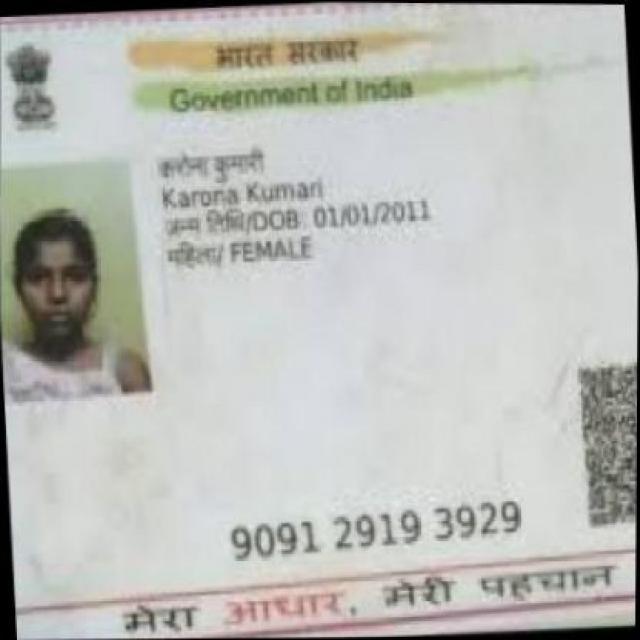 भारत सरकार
Government of India
करोना कुमारी
Karona Kumari
जन्म तिथि/DOB: 01/01/2011
महिला/ FEMALE
9091 2919 3929
मेरा आधार, मेरी पहचान